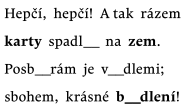 Hepčí, hepčí! A tak rázem
karty spadl__ na zem.
Posb__rám je v__dlemi;
sbohem, krásné b__dlení!